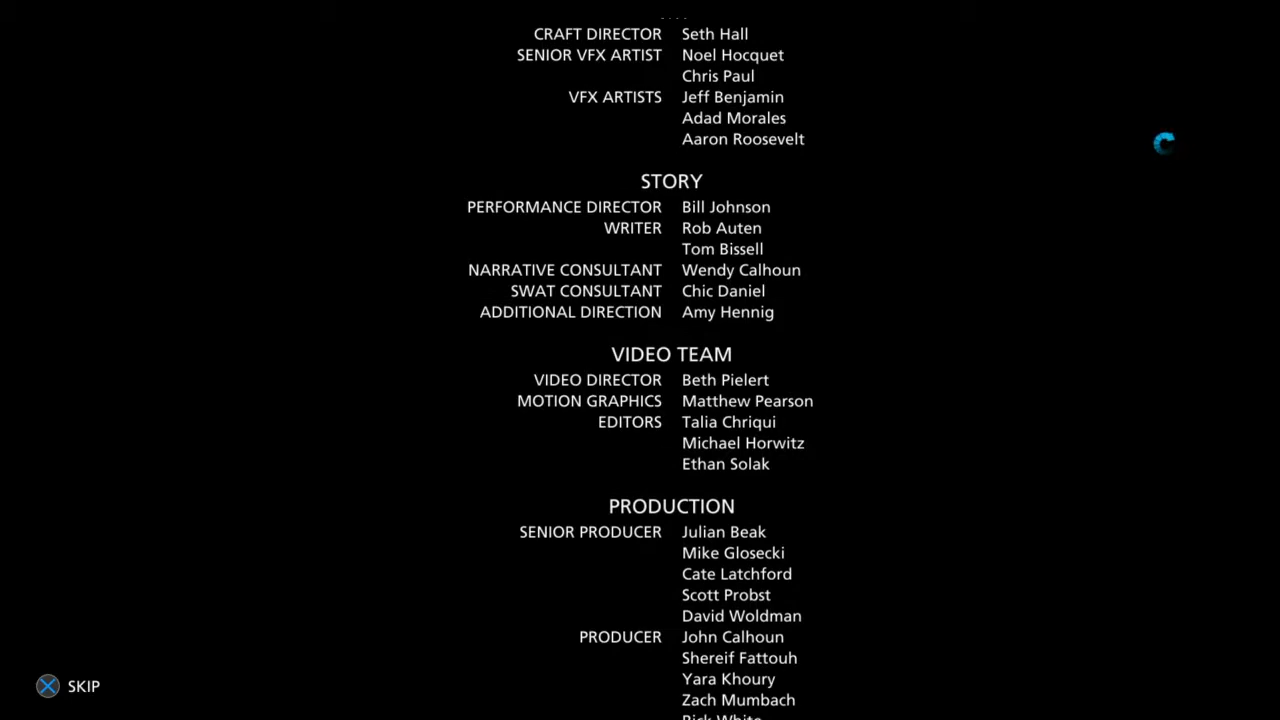 CRAFT DIRECTOR Seth Hall
SENIOR VFX ARTIST Noel Hocquet
Chris Paul
VFX ARTISTS Jeff Benjamin
Adad Morales
Aaron Roosevelt
STORY
PERFORMANCE DIRECTOR Bill Johnson
WRITER Rob Auten
Tom Bissell
NARRATIVE CONSULTANT Wendy Calhoun
SWAT CONSULTANT Chic Daniel
ADDITIONAL DIRECTION Amy Hennig
VIDEO TEAM
VIDEO DIRECTOR Beth Pielert
MOTION GRAPHICS Matthew Pearson
EDITORS Talia Chriqui
Michael Horwitz
Ethan Solak
PRODUCTION
SENIOR PRODUCER Julian Beak
Mike Glosecki
Cate Latchford
Scott Probst
David Woldman
PRODUCER John Calhoun
Shereif Fattouh
Yara Khoury
Zach Mumbach
SKIP